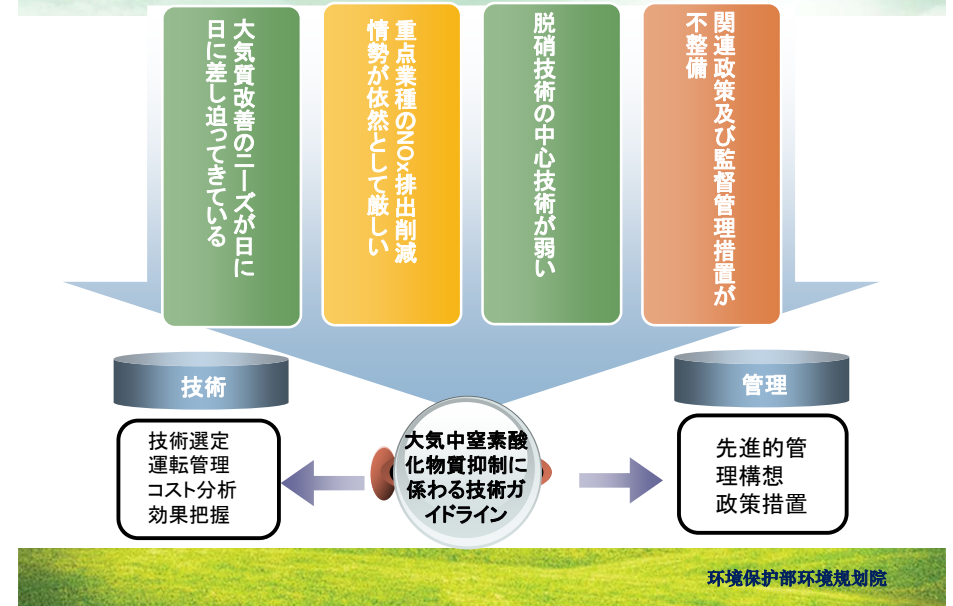 大気質改善のニーズが日に
日に差し迫ってきている
重点業種のNOx排出削減
情勢が依然として厳しい
脱硝技術の中心技術が弱い
関連政策及び監督管理措置が
不整備
技術
技術選定
運転管理
コスト分析
効果把握
大気中窒素酸
化物質抑制に
係わる技術ガ
イドライン
管理
先進的管
理構想
政策措置
环境保护部环境规划院